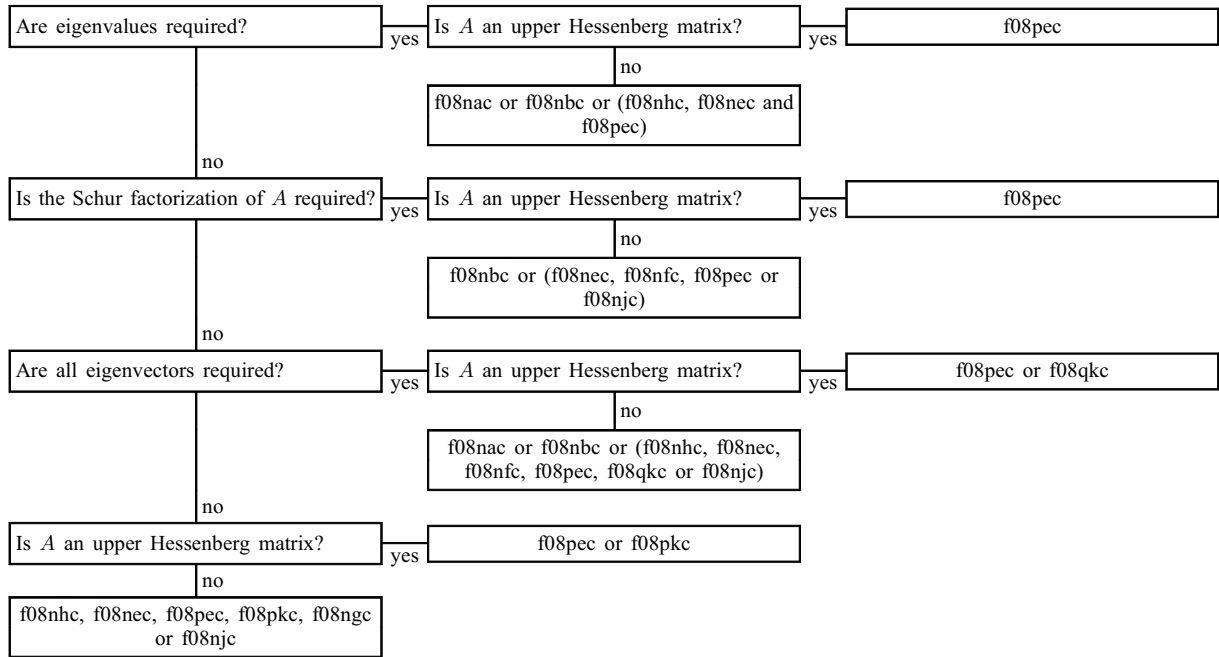 Are eigenvalues required?
yes
Is A an upper Hessenberg matrix?
yes
f08pec
no
f08nac or f08nbc or (f08nhc, f08nec and
f08pec)
no
Is the Schur factorization of A required?
yes
Is A an upper Hessenberg matrix?
yes
f08pec
no
f08nbc or (f08nec, f08nfc, f08pec or
f08njc)
no
Are all eigenvectors required?
yes
Is A an upper Hessenberg matrix?
yes
f08pec or f08qkc
no
f08nac or f08nbc or (f08nhc, f08nec,
f08nfc, f08pec, f08qkc or f08njc)
no
Is A an upper Hessenberg matrix?
yes
f08pec or f08pkc
no
f08nhc, f08nec, f08pec, f08pkc, f08ngc
or f08njc